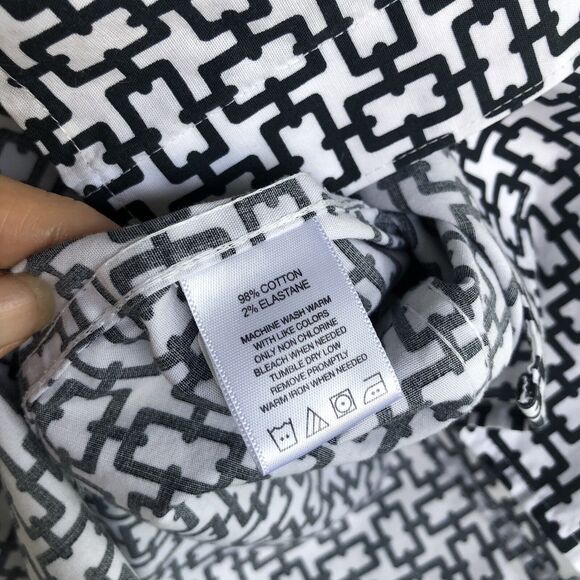 98% COTTON
2% ELASTANE
MACHINE WASH WARM
WITH LIKE COLORS
ONLY NON CHLORINE
BLEACH WHEN NEEDED
TUMBLE DRY LOW
REMOVE PROMPTLY
WARM IRON WHEN NEEDED